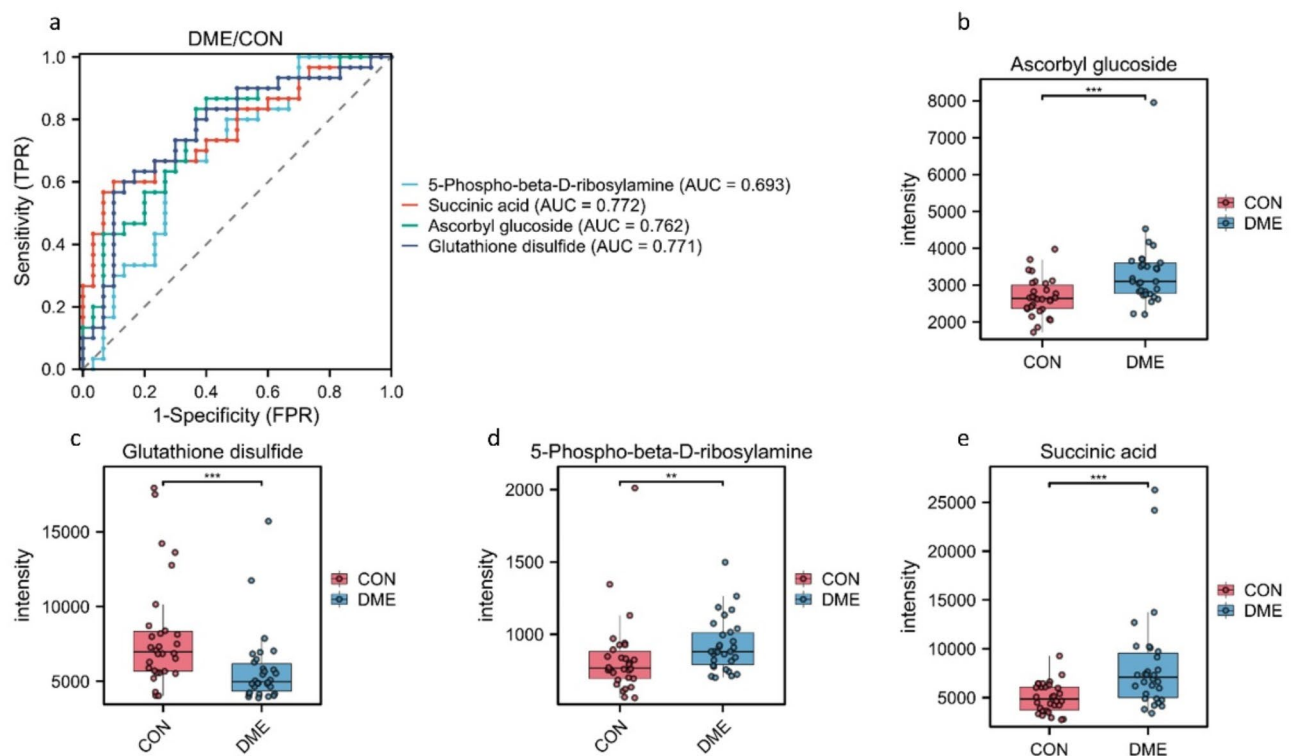 a
DME/CON
1.0
0.8
0.6
0.4
0.2
0.0
Sensitivity (TPR)
0.0 0.2 0.4 0.6 0.8 1.0
1-Specificity (FPR)
5-Phospho-beta-D-ribosylamine (AUC = 0.693)
Succinic acid (AUC = 0.772)
Ascorbyl glucoside (AUC = 0.762)
Glutathione disulfide (AUC = 0.771)
b
Ascorbyl glucoside
***
8000
7000
6000
5000
4000
3000
2000
intensity
CON DME
CON
DME
c
Glutathione disulfide
***
15000
10000
5000
intensity
CON DME
CON
DME
d
5-Phospho-beta-D-ribosylamine
**
2000
1500
1000
intensity
CON DME
CON
DME
e
Succinic acid
***
25000
20000
15000
10000
5000
intensity
CON DME
CON
DME